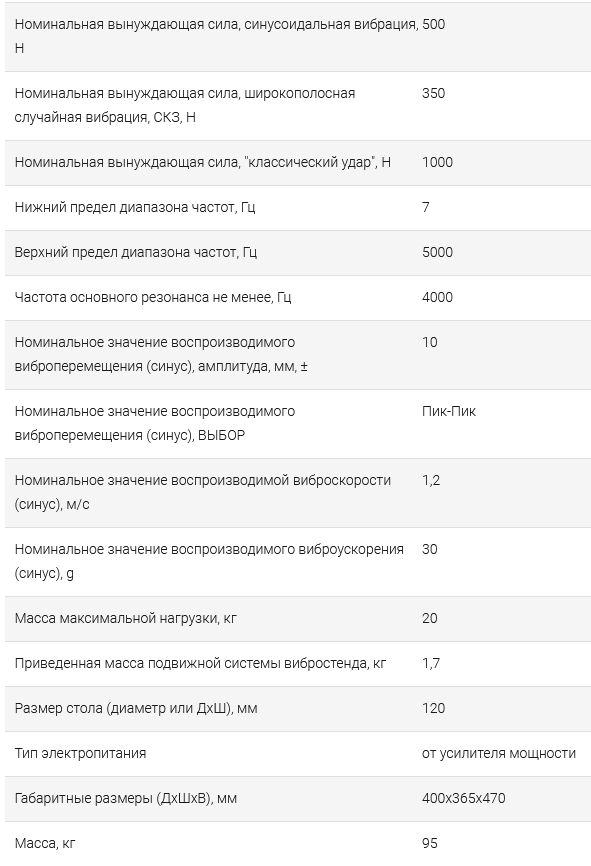 Номинальная вынуждающая сила, синусоидальная вибрация, 500
Н
Номинальная вынуждающая сила, широкополосная 350
случайная вибрация, СКЗ, Н
Номинальная вынуждающая сила, "классический удар", Н 1000
Нижний предел диапазона частот, Гц 7
Верхний предел диапазона частот, Гц 5000
Частота основного резонанса не менее, Гц 4000
Номинальное значение воспроизводимого 10
виброперемещения (синус), амплитуда, мм, ±
Номинальное значение воспроизводимого Пик-Пик
виброперемещения (синус), ВЫБОР
Номинальное значение воспроизводимой виброскорости 1,2
(синус), м/с
Номинальное значение воспроизводимого виброускорения 30
(синус), g
Масса максимальной нагрузки, кг 20
Приведенная масса подвижной системы вибростенда, кг 1,7
Размер стола (диаметр или ДхШ), мм 120
Тип электропитания от усилителя мощности
Габаритные размеры (ДхШхВ), мм 400х365х470
Масса, кг 95